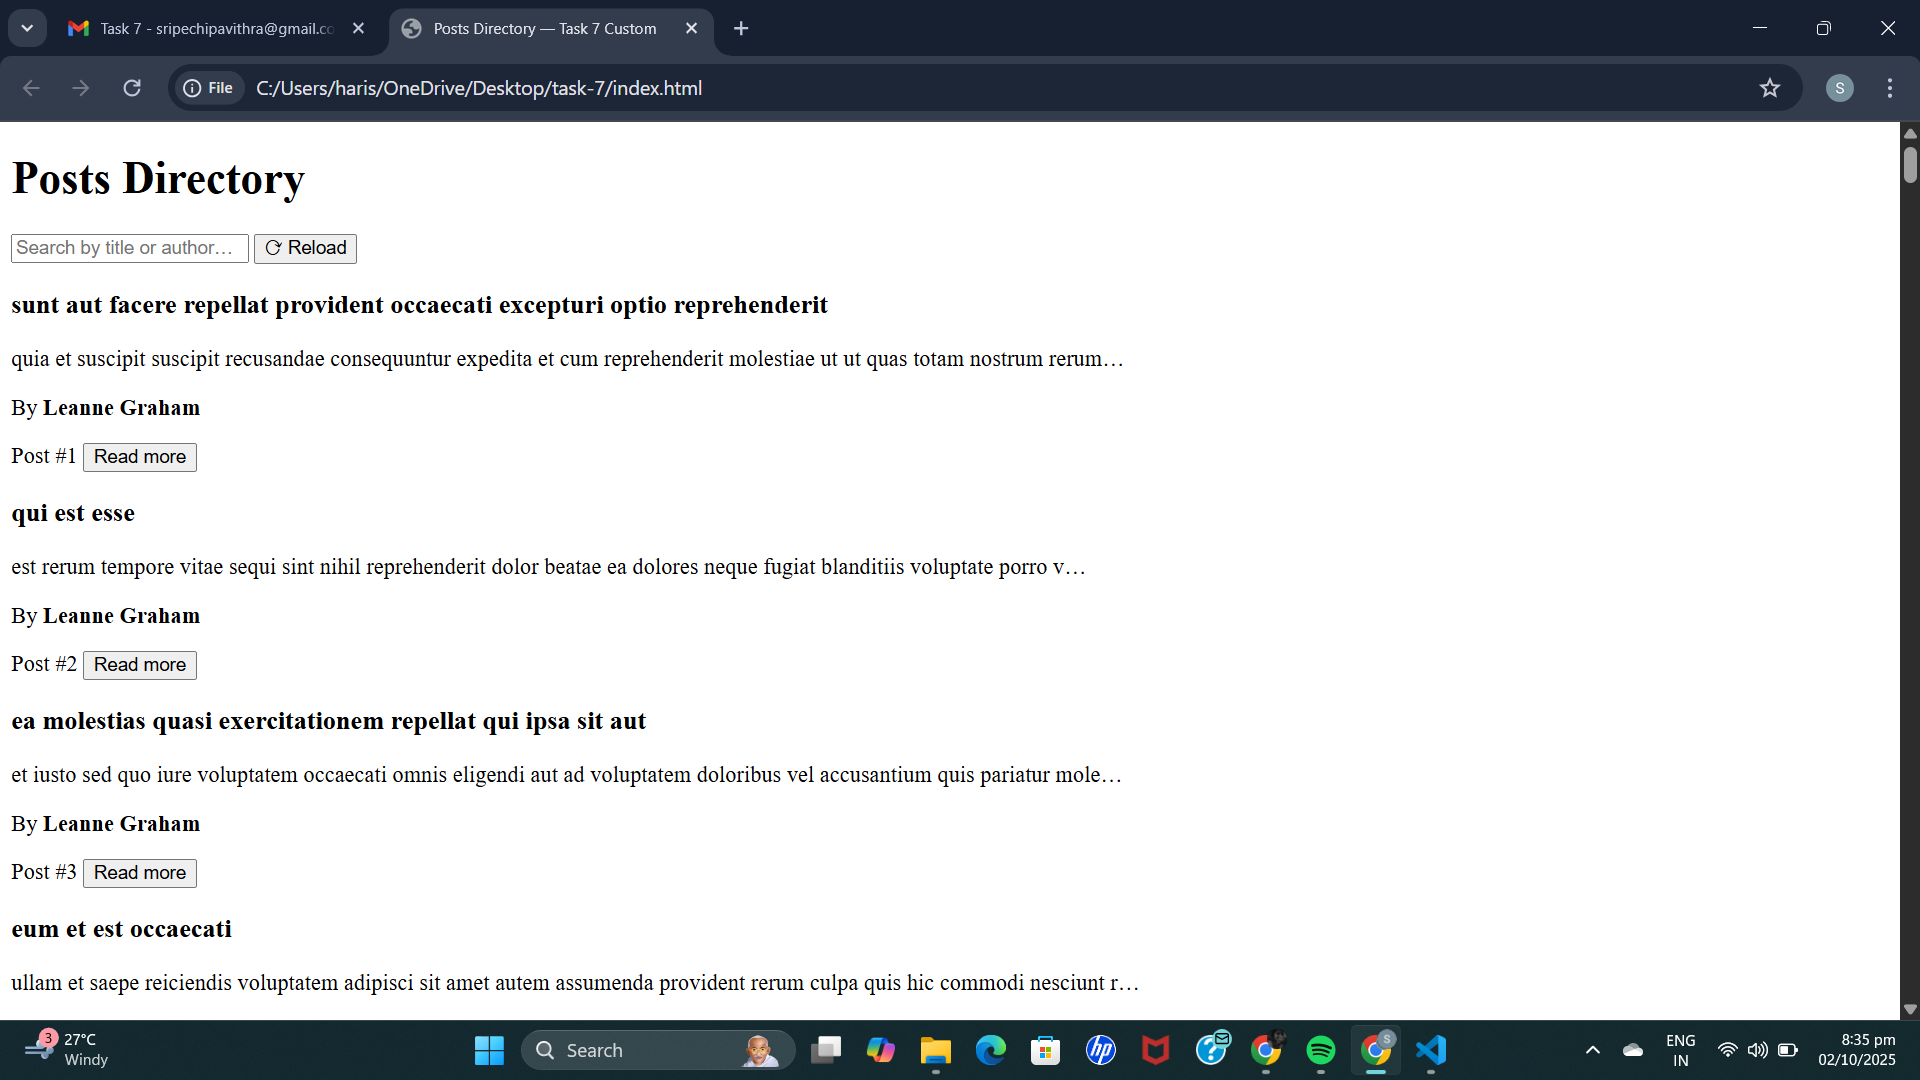 Task 7 - sripechipavithra@gmail.co
Posts Directory — Task 7 Custom
File
C:/Users/haris/OneDrive/Desktop/task-7/index.html
S
Posts Directory
Search by title or author…
⟳ Reload
sunt aut facere repellat provident occaecati excepturi optio reprehenderit
quia et suscipit suscipit recusandae consequuntur expedita et cum reprehenderit molestiae ut ut quas totam nostrum rerum…
By Leanne Graham
Post #1 Read more
qui est esse
est rerum tempore vitae sequi sint nihil reprehenderit dolor beatae ea dolores neque fugiat blanditiis voluptate porro v…
By Leanne Graham
Post #2 Read more
ea molestias quasi exercitationem repellat qui ipsa sit aut
et iusto sed quo iure voluptatem occaecati omnis eligendi aut ad voluptatem doloribus vel accusantium quis pariatur mole…
By Leanne Graham
Post #3 Read more
eum et est occaecati
ullam et saepe reiciendis voluptatem adipisci sit amet autem assumenda provident rerum culpa quis hic commodi nesciunt r…
3
27°C
Windy
Search
hp
?
S
ENG
IN
8:35 pm
02/10/2025